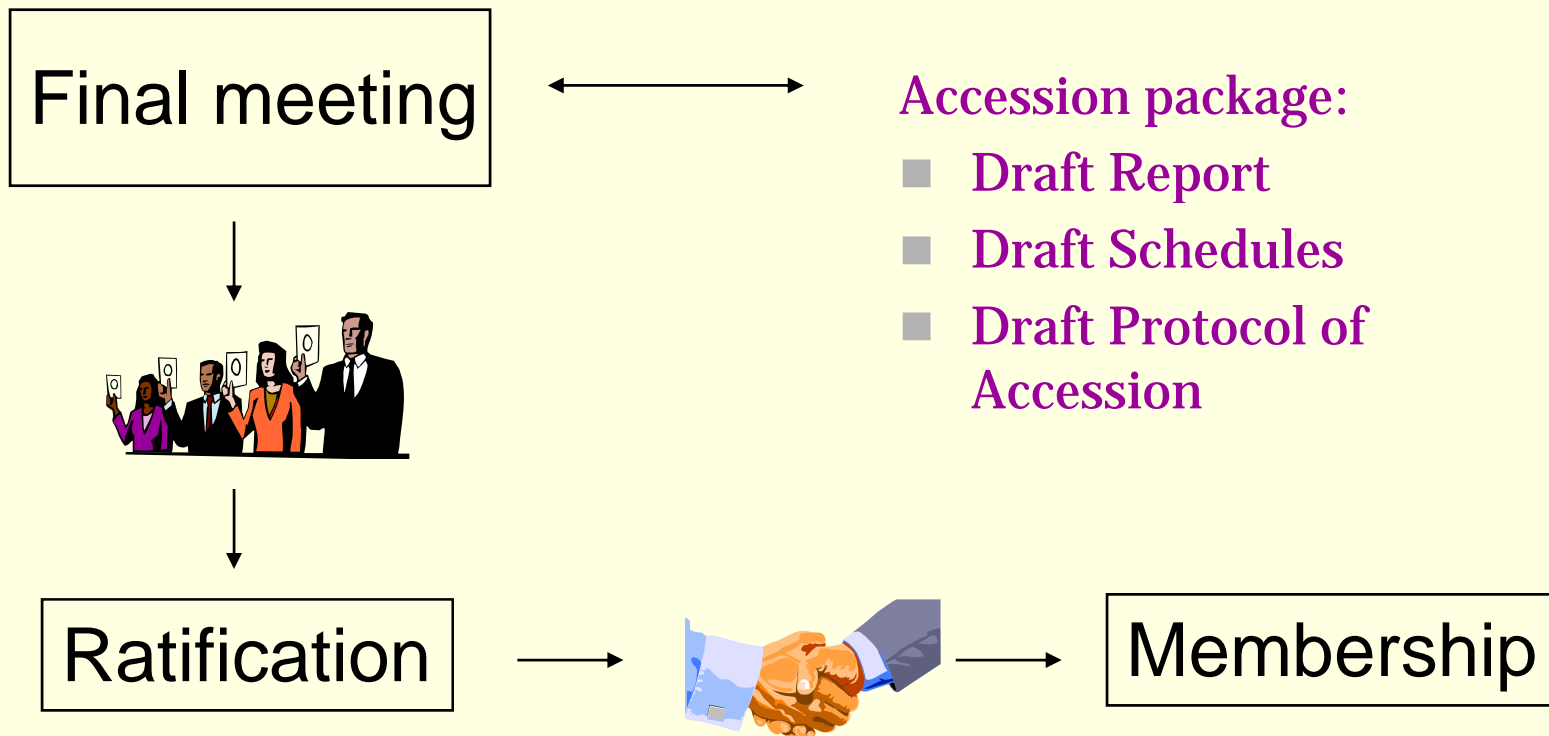 Final meeting
Accession package:
Draft Report
Draft Schedules
Draft Protocol of
Accession
Ratification
Membership